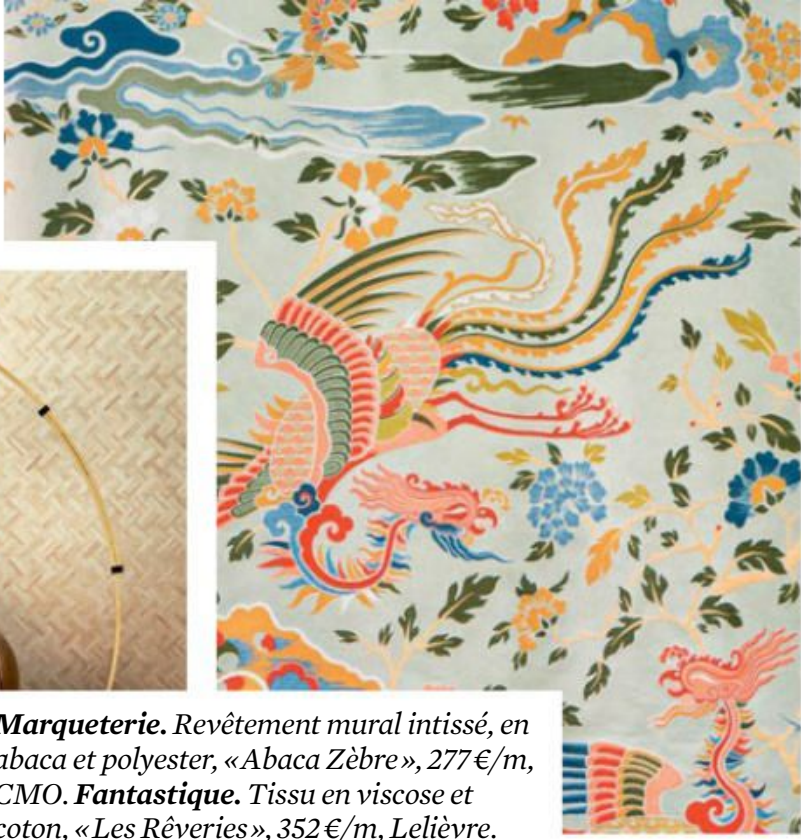 Marqueterie. Revêtement mural intissé, en
abaca et polyester, «Abaca Zèbre», 277 €/m,
CMO. Fantastique. Tissu en viscose et
coton, «Les Rêveries», 352 €/m, Lelièvre.